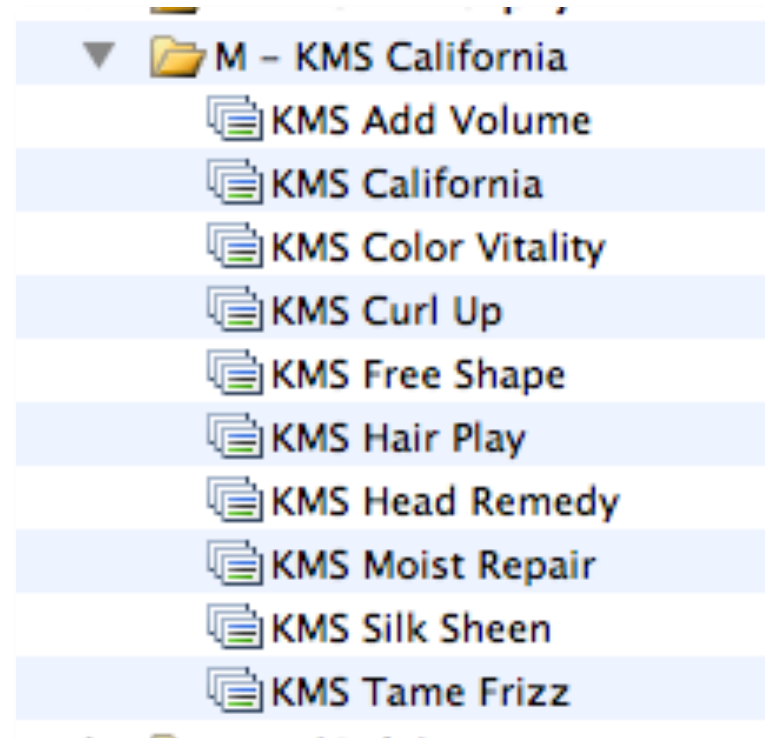 M – KMS California
KMS Add Volume
KMS California
KMS Color Vitality
KMS Curl Up
KMS Free Shape
KMS Hair Play
KMS Head Remedy
KMS Moist Repair
KMS Silk Sheen
KMS Tame Frizz